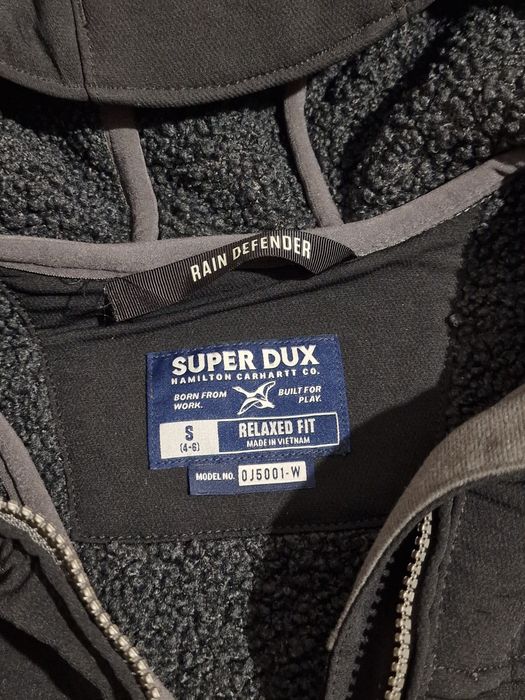 RAIN DEFENDER
SUPER DUX
HAMILTON CARHARTT CO.
BORN FROM WORK.
BUILT FOR PLAY.
S
(4-6)
RELAXED FIT
MADE IN VIETNAM
MODEL NO. OJ5001-W